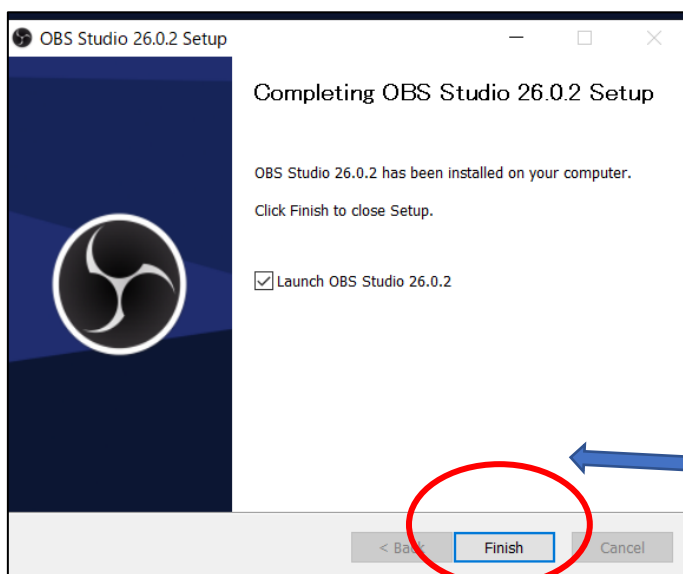 OBS Studio 26.0.2 Setup
Completing OBS Studio 26.0.2 Setup
OBS Studio 26.0.2 has been installed on your computer.
Click Finish to close Setup.
Launch OBS Studio 26.0.2
< Back Finish Cancel